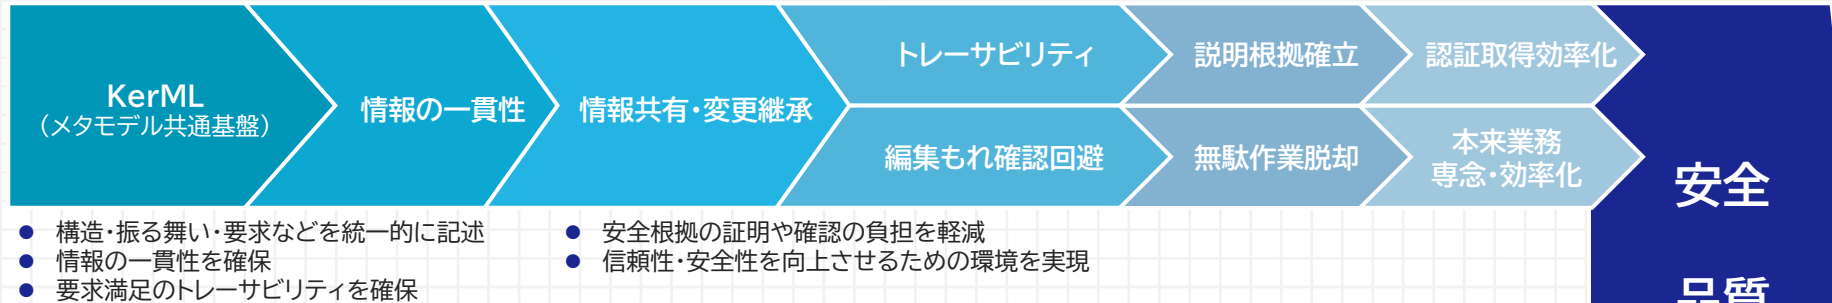 KerML
（メタモデル共通基盤）
情報の一貫性
情報共有・変更継承
トレーサビリティ
説明根拠確立
認証取得効率化
編集もれ確認回避
無駄作業脱却
本来業務
専念・効率化
安全
品質
● 構造・振る舞い・要求などを統一的に記述
● 情報の一貫性を確保
● 要求満足のトレーサビリティを確保
● 安全根拠の証明や確認の負担を軽減
● 信頼性・安全性を向上させるための環境を実現